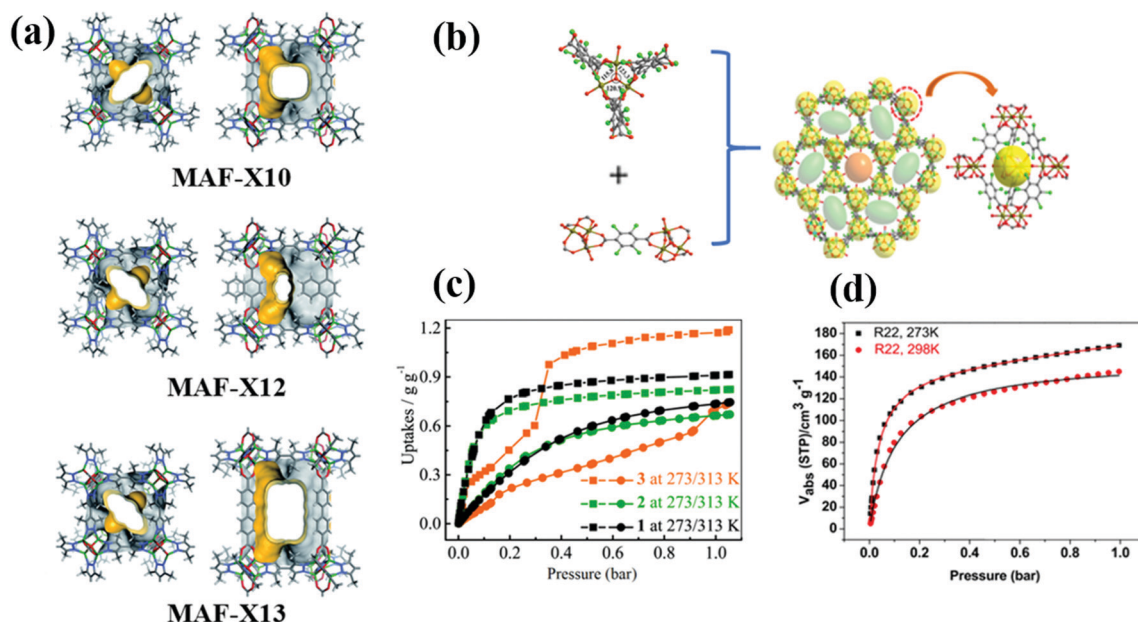 (a)
MAF-X10
MAF-X12
MAF-X13
(b)
+
(c)
Uptakes / g g⁻¹
1.2
0.9
0.6
0.3
0.0
3 at 273/313 K
2 at 273/313 K
1 at 273/313 K
0.0 0.2 0.4 0.6 0.8 1.0
Pressure (bar)
(d)
V_abs (STP)/cm³ g⁻¹
180
160
140
120
100
80
60
40
20
0
R22, 273K
R22, 298K
0.0 0.2 0.4 0.6 0.8 1.0
Pressure (bar)